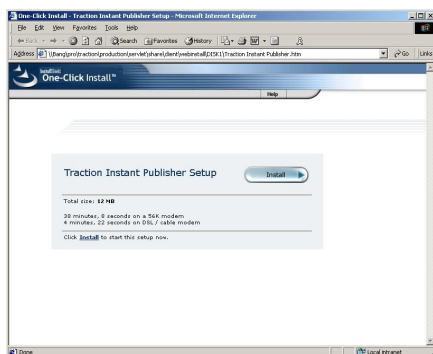 One-Click Install - Traction Instant Publisher Setup - Microsoft Internet Explorer
File Edit View Favorites Tools Help
Back Search Favorites History
Address \\Bang\pro\traction\production\servlet\share\client\webinstall\DISK1\Traction Instant Publisher.htm Go Links
InstallShield
One-Click Install™
Help
Traction Instant Publisher Setup
Install
Total size: 12 MB
38 minutes, 8 seconds on a 56K modem
4 minutes, 22 seconds on DSL / cable modem
Click Install to start this setup now.
Done
Local intranet